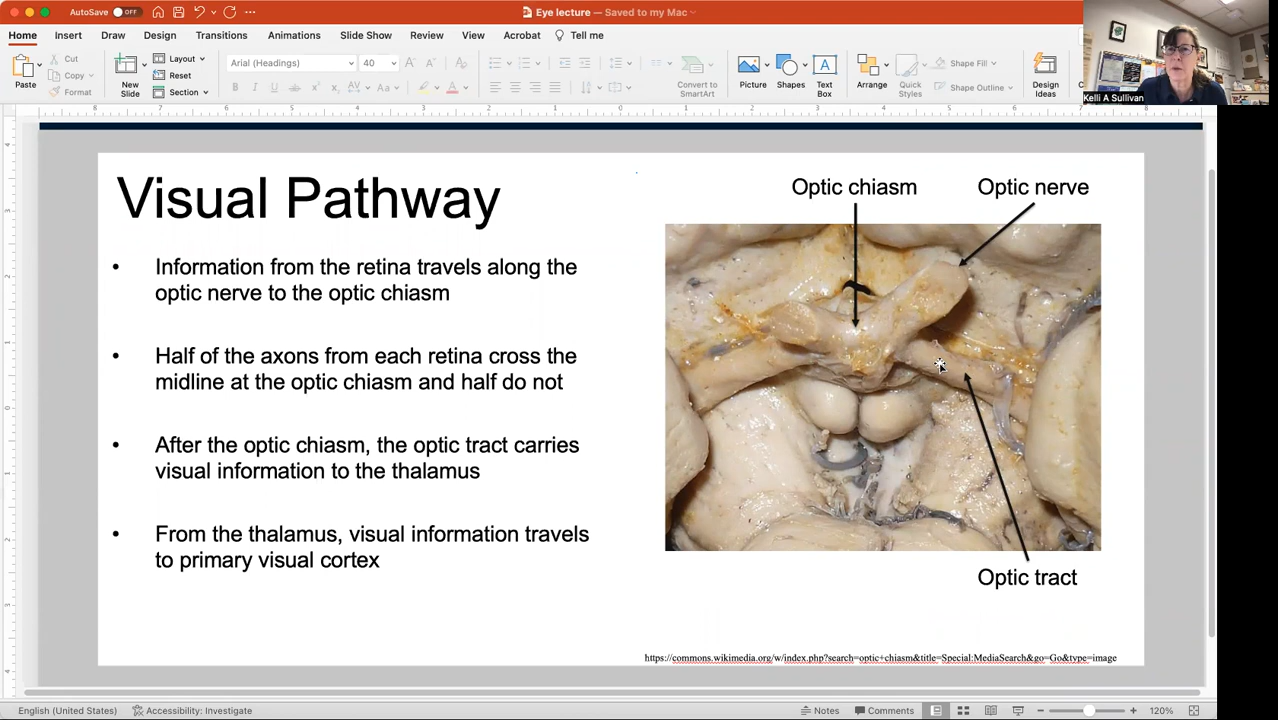 AutoSave OFF
Eye lecture — Saved to my Mac
Home Insert Draw Design Transitions Animations Slide Show Review View Acrobat Tell me
Paste
Cut
Copy
Format
New
Slide
Layout
Reset
Section
Arial (Headings) 40
Convert to
SmartArt
Picture
Shapes
Text
Box
Arrange
Quick
Styles
Shape Fill
Shape Outline
Design
Ideas
Kelli A Sullivan
Visual Pathway
• Information from the retina travels along the
optic nerve to the optic chiasm
• Half of the axons from each retina cross the
midline at the optic chiasm and half do not
• After the optic chiasm, the optic tract carries
visual information to the thalamus
• From the thalamus, visual information travels
to primary visual cortex
Optic chiasm
Optic nerve
Optic tract
https://commons.wikimedia.org/w/index.php?search=optic+chiasm&title=Special:MediaSearch&go=Go&type=image
English (United States) Accessibility: Investigate Notes Comments 120%